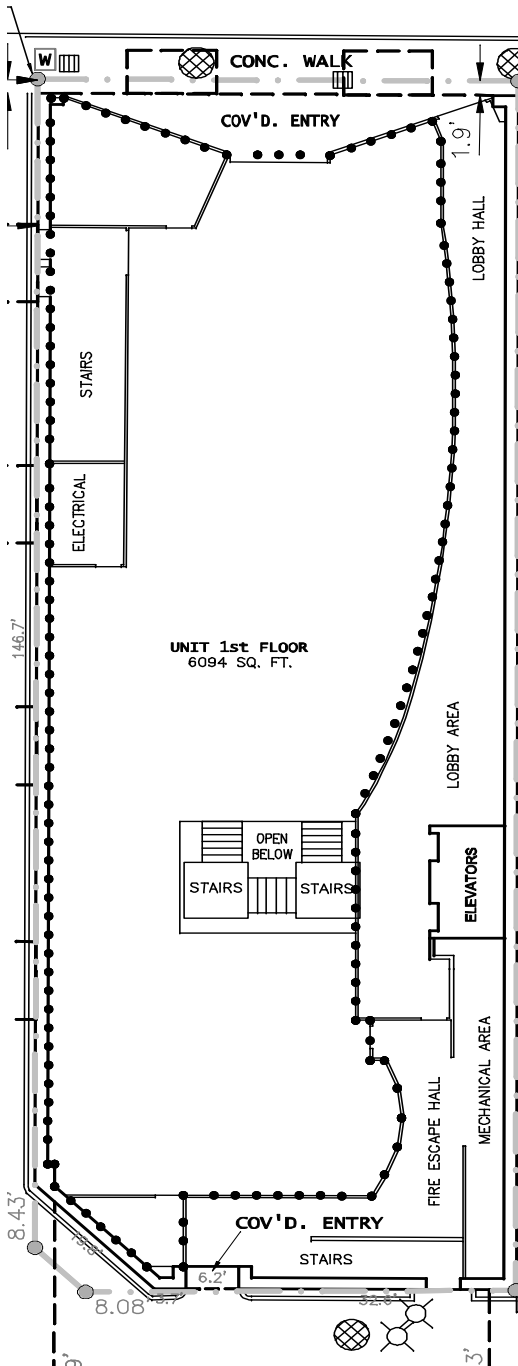 W
CONC. WALK
COV'D. ENTRY
1.9'
LOBBY HALL
STAIRS
ELECTRICAL
146.7'
UNIT 1st FLOOR
6094 SQ. FT.
LOBBY AREA
OPEN
BELOW
STAIRS
STAIRS
ELEVATORS
MECHANICAL AREA
FIRE ESCAPE HALL
8.43'
COV'D. ENTRY
STAIRS
6.2'
8.08